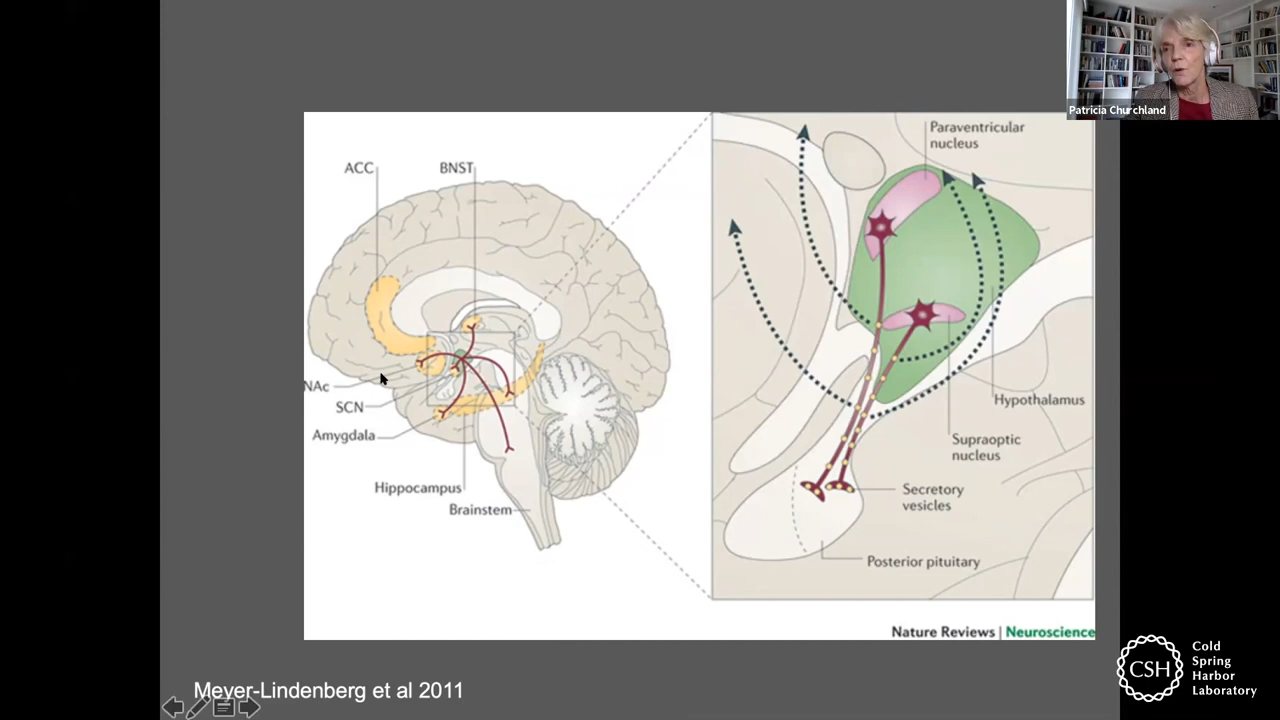 Patricia Churchland
ACC
BNST
NAc
SCN
Amygdala
Hippocampus
Brainstem
Paraventricular
nucleus
Hypothalamus
Supraoptic
nucleus
Secretory
vesicles
Posterior pituitary
Nature Reviews | Neuroscience
Meyer-Lindenberg et al 2011
CSH
Cold
Spring
Harbor
Laboratory